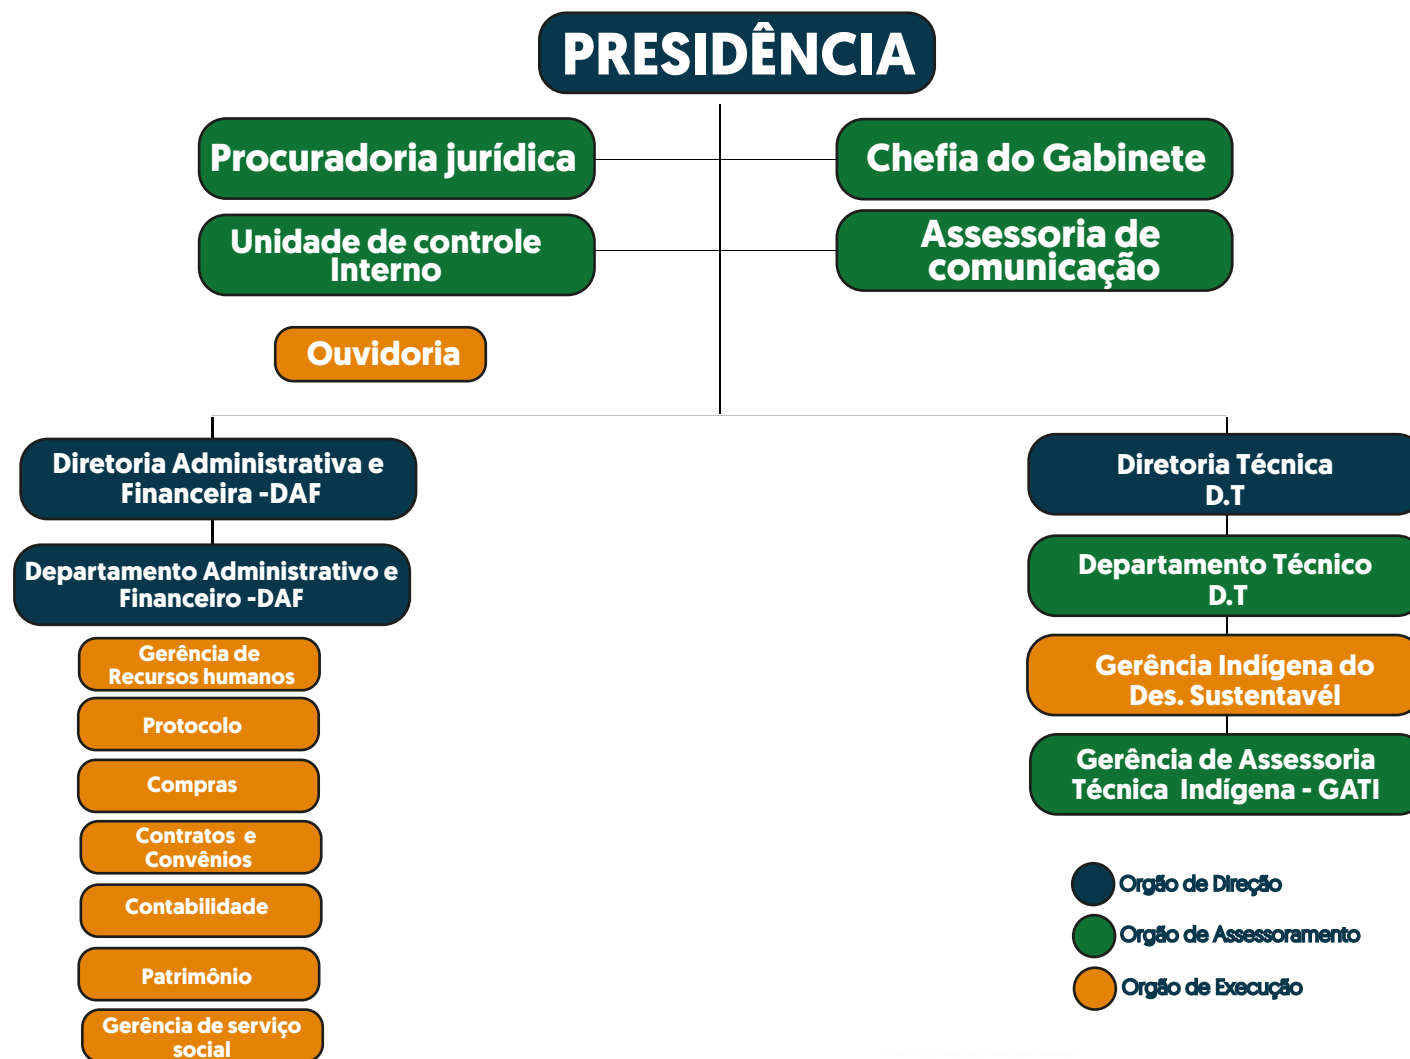 PRESIDÊNCIA
Procuradoria jurídica
Chefia do Gabinete
Unidade de controle
Interno
Assessoria de
comunicação
Ouvidoria
Diretoria Administrativa e
Financeira -DAF
Departamento Administrativo e
Financeiro -DAF
Gerência de
Recursos humanos
Protocolo
Compras
Contratos e
Convênios
Contabilidade
Patrimônio
Gerência de serviço
social
Diretoria Técnica
D.T
Departamento Técnico
D.T
Gerência Indígena do
Des. Sustentavél
Gerência de Assessoria
Técnica Indígena - GATI
Orgão de Direção
Orgão de Assessoramento
Orgão de Execução